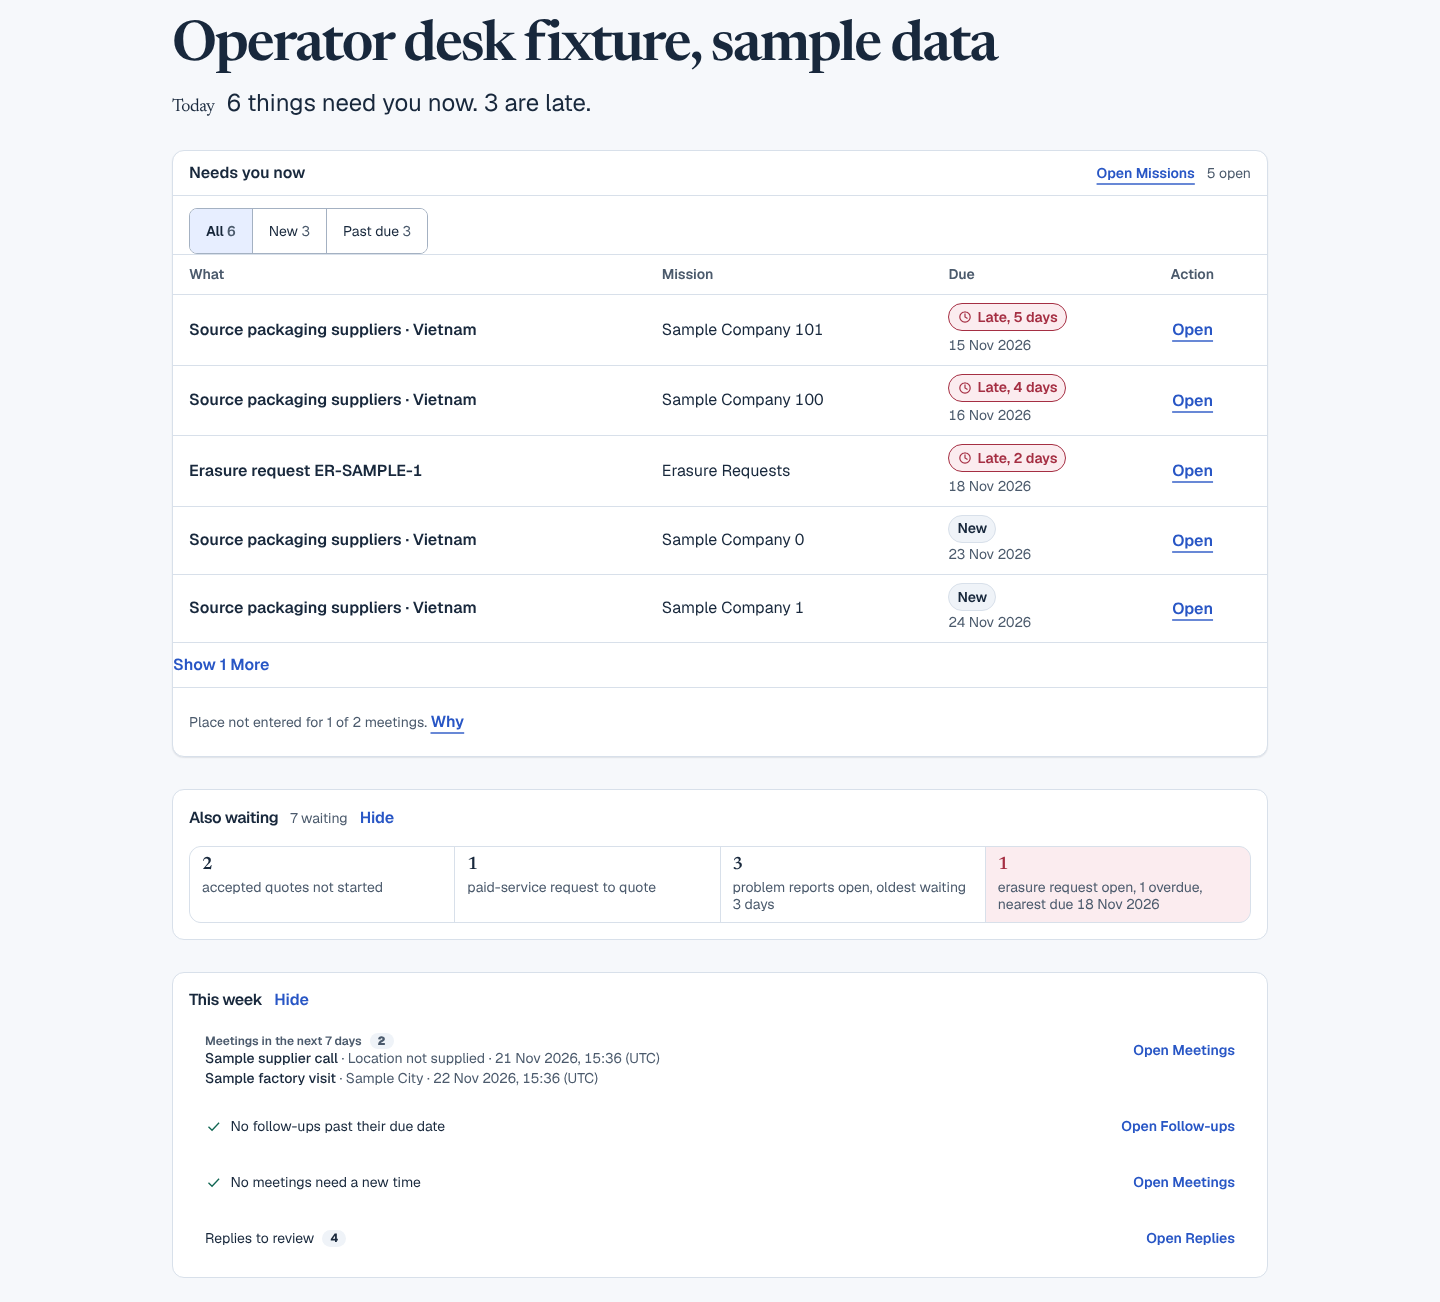 Operator desk fixture, sample data
Today 6 things need you now. 3 are late.
Needs you now
Open Missions 5 open
All 6 New 3 Past due 3
What Mission Due Action
Source packaging suppliers · Vietnam Sample Company 101 Late, 5 days Open
15 Nov 2026
Source packaging suppliers · Vietnam Sample Company 100 Late, 4 days Open
16 Nov 2026
Erasure request ER-SAMPLE-1 Erasure Requests Late, 2 days Open
18 Nov 2026
Source packaging suppliers · Vietnam Sample Company 0 New Open
23 Nov 2026
Source packaging suppliers · Vietnam Sample Company 1 New Open
24 Nov 2026
Show 1 More
Place not entered for 1 of 2 meetings. Why
Also waiting 7 waiting Hide
2
accepted quotes not started
1
paid-service request to quote
3
problem reports open, oldest waiting
3 days
1
erasure request open, 1 overdue,
nearest due 18 Nov 2026
This week Hide
Meetings in the next 7 days 2
Sample supplier call · Location not supplied · 21 Nov 2026, 15:36 (UTC)
Sample factory visit · Sample City · 22 Nov 2026, 15:36 (UTC)
Open Meetings
No follow-ups past their due date Open Follow-ups
No meetings need a new time Open Meetings
Replies to review 4 Open Replies